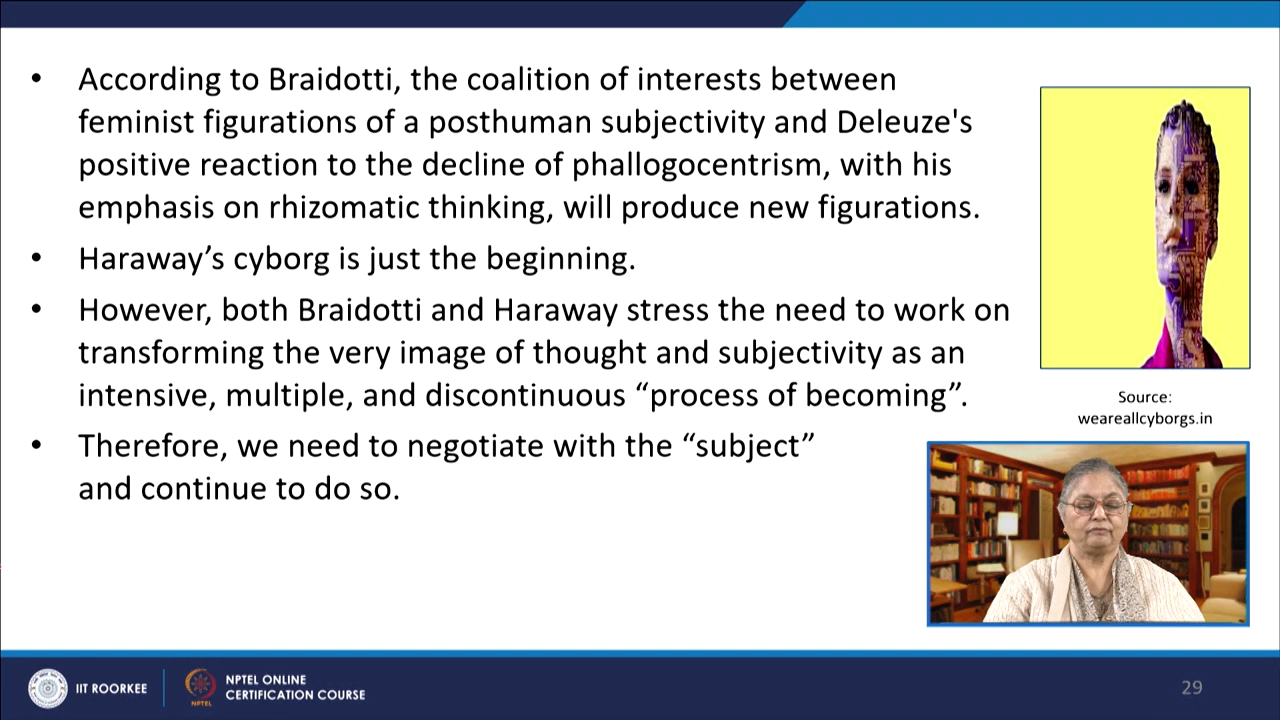 • According to Braidotti, the coalition of interests between
feminist figurations of a posthuman subjectivity and Deleuze's
positive reaction to the decline of phallogocentrism, with his
emphasis on rhizomatic thinking, will produce new figurations.
• Haraway’s cyborg is just the beginning.
• However, both Braidotti and Haraway stress the need to work on
transforming the very image of thought and subjectivity as an
intensive, multiple, and discontinuous “process of becoming”.
• Therefore, we need to negotiate with the “subject”
and continue to do so.
Source:
weareallcyborgs.in
IIT ROORKEE
NPTEL
NPTEL ONLINE
CERTIFICATION COURSE
29